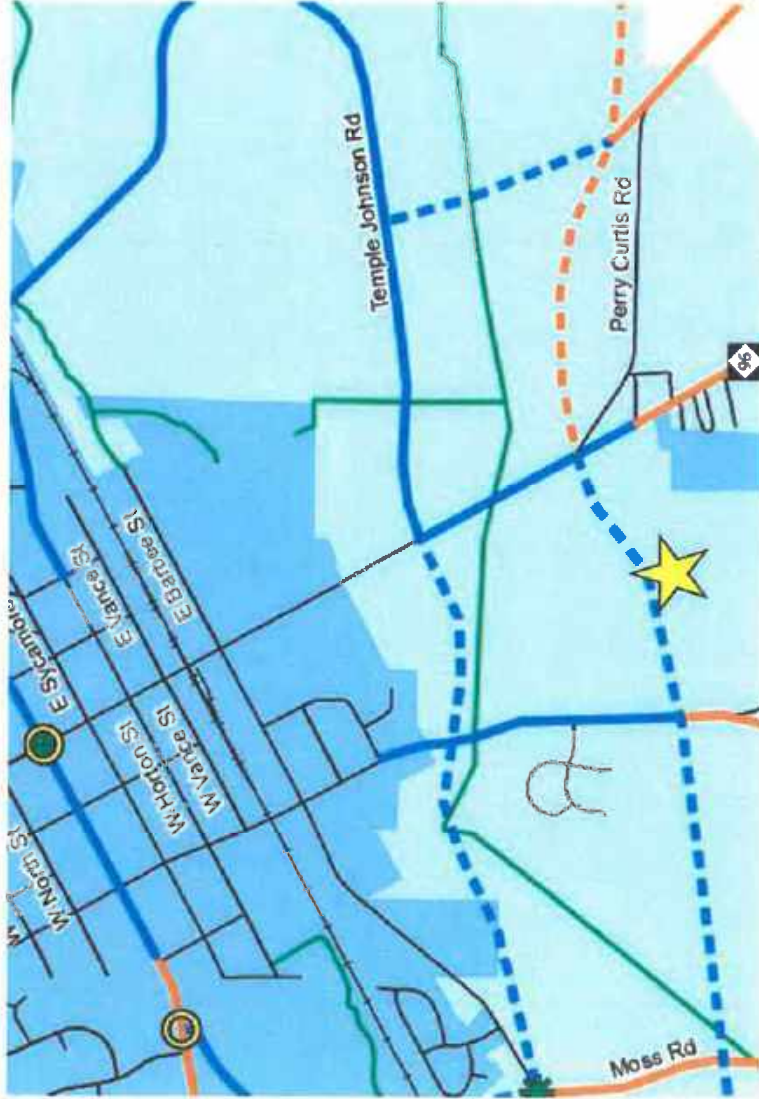 E Sycamore
E Vance St
E Barbee St
W Horton St
W Vance St
W North St
W
Temple Johnson Rd
Perry Curtis Rd
96
Moss Rd